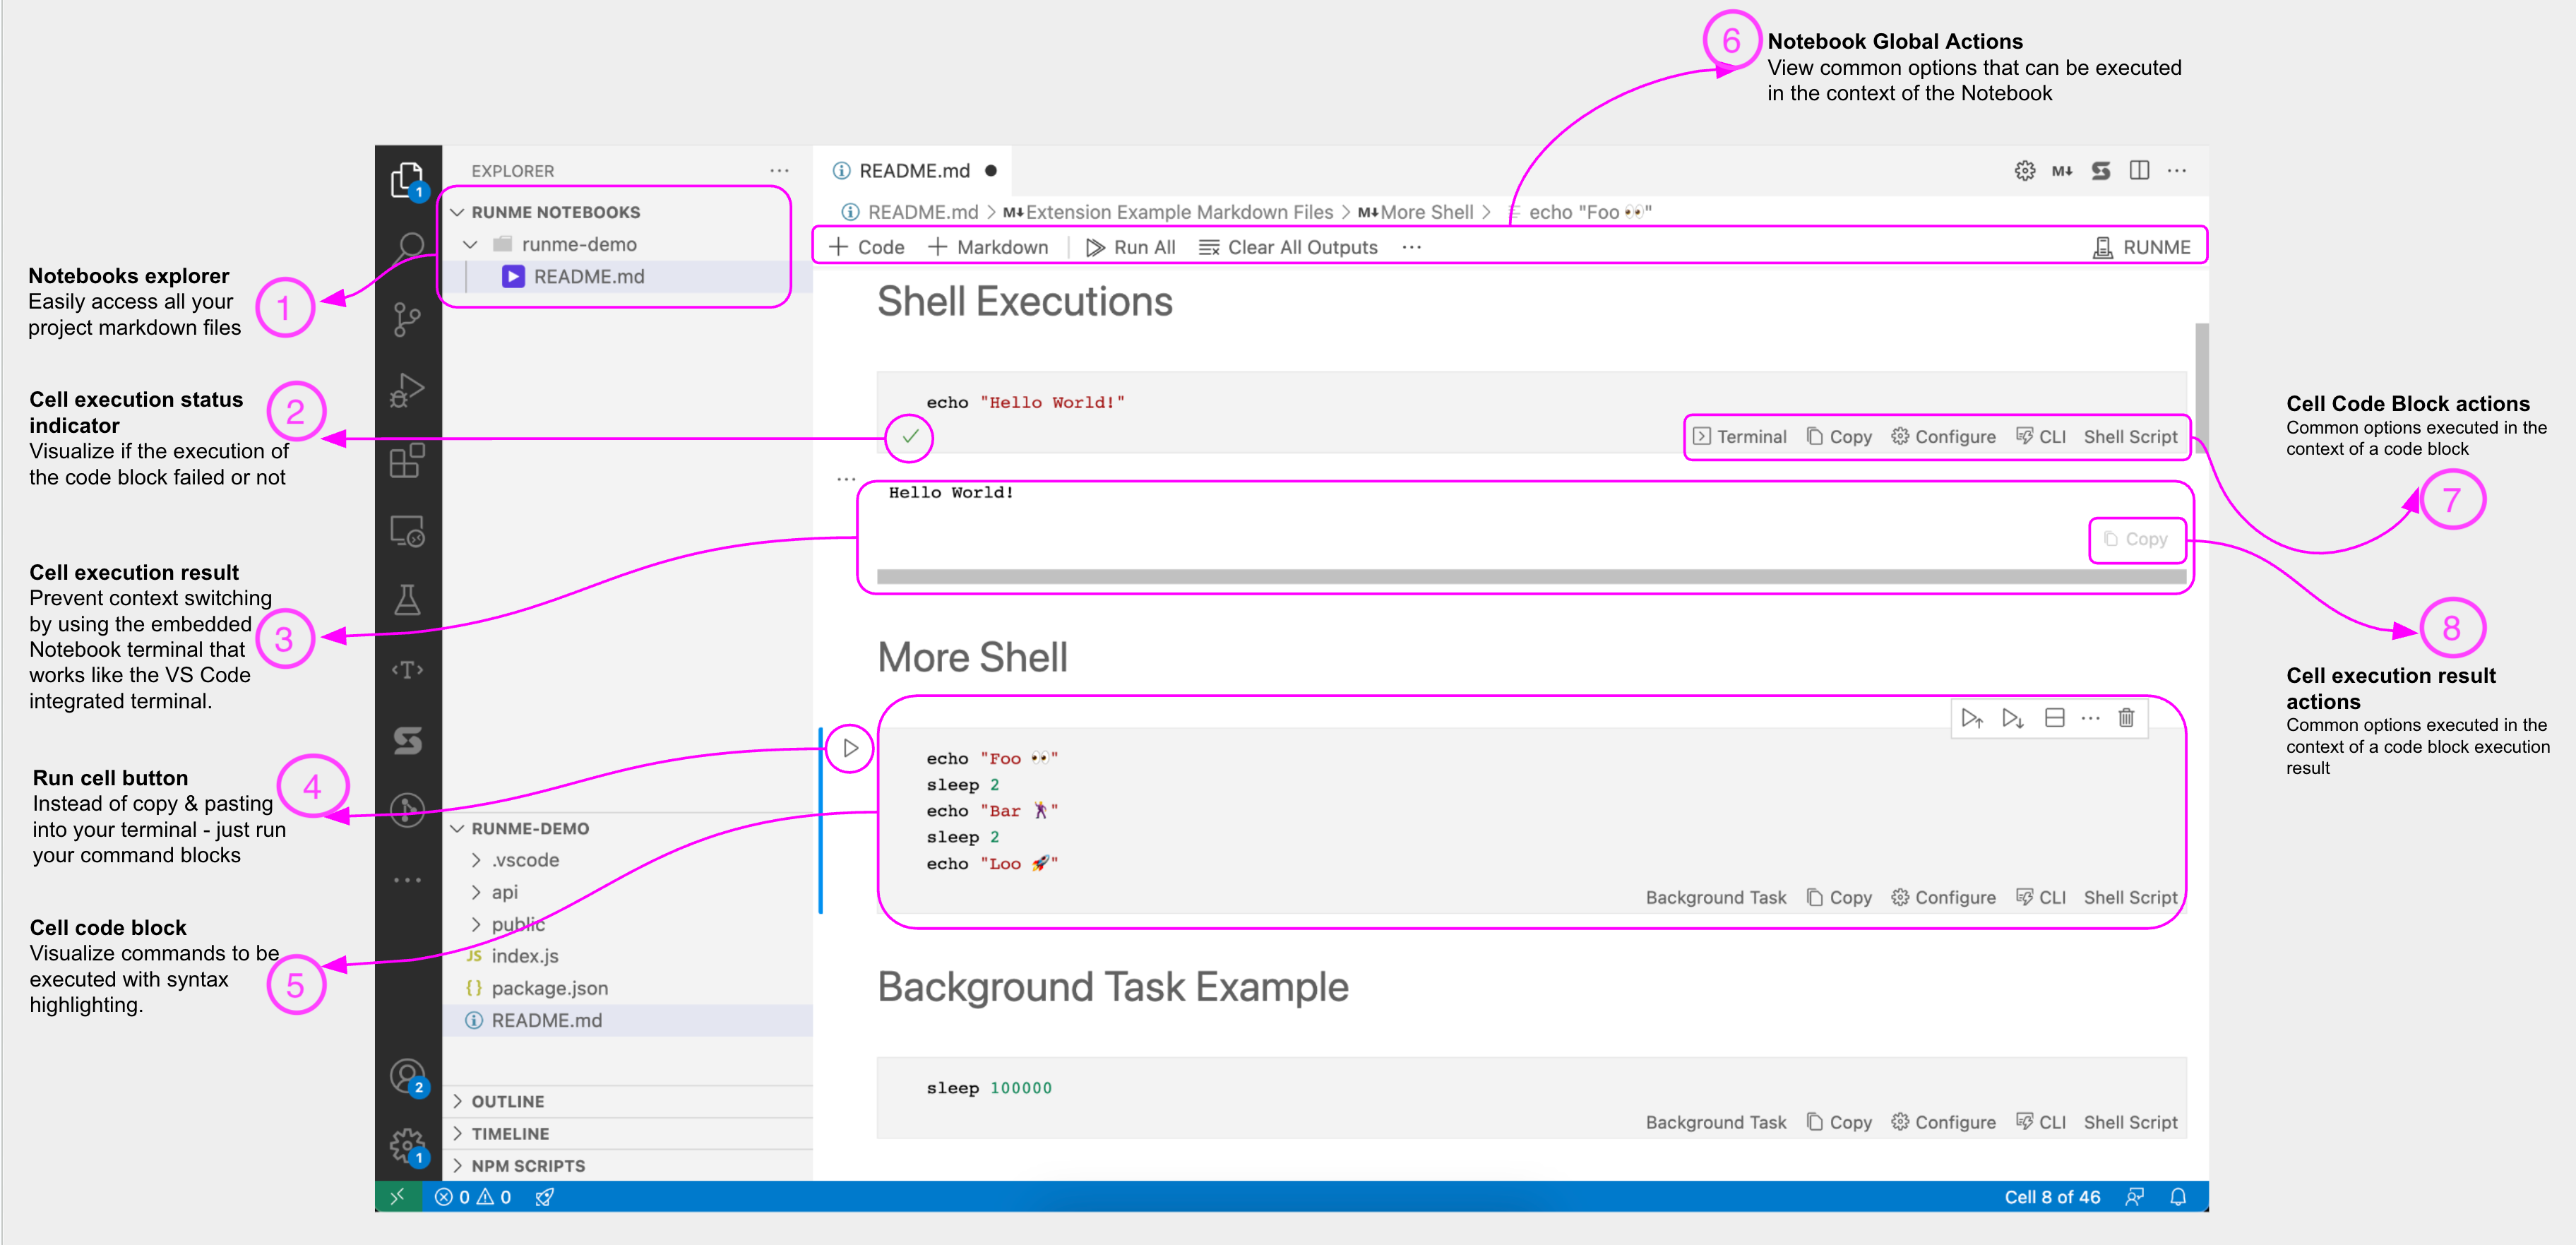 6
Notebook Global Actions
View common options that can be executed
in the context of the Notebook
Notebooks explorer
Easily access all your
project markdown files
1
Cell execution status
indicator
Visualize if the execution of
the code block failed or not
2
Cell execution result
Prevent context switching
by using the embedded
Notebook terminal that
works like the VS Code
integrated terminal.
3
Run cell button
Instead of copy & pasting
into your terminal - just run
your command blocks
4
Cell code block
Visualize commands to be
executed with syntax
highlighting.
5
1
2
1
EXPLORER ...
RUNME NOTEBOOKS
runme-demo
README.md
RUNME-DEMO
.vscode
api
public
JS index.js
{} package.json
README.md
OUTLINE
TIMELINE
NPM SCRIPTS
README.md ●
M↓ ...
README.md > M↓ Extension Example Markdown Files > M↓ More Shell > echo "Foo 👀"
+ Code + Markdown Run All Clear All Outputs ... RUNME
Shell Executions
echo "Hello World!"
Terminal Copy Configure CLI Shell Script
...
Hello World!
Copy
More Shell
...
echo "Foo 👀"
sleep 2
echo "Bar 🕺"
sleep 2
echo "Loo 🚀"
Background Task Copy Configure CLI Shell Script
Background Task Example
sleep 100000
Background Task Copy Configure CLI Shell Script
0 0
Cell 8 of 46
Cell Code Block actions
Common options executed in the
context of a code block
7
8
Cell execution result
actions
Common options executed in the
context of a code block execution
result